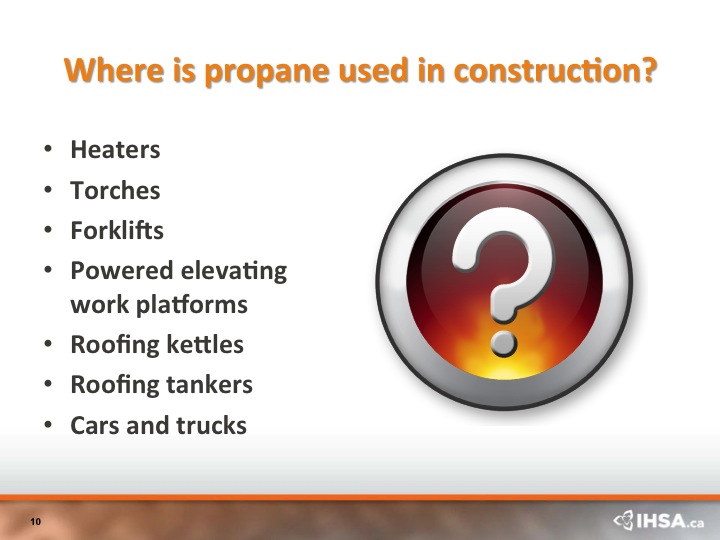 Where is propane used in construction?
• Heaters
• Torches
• Forklifts
• Powered elevating
work platforms
• Roofing kettles
• Roofing tankers
• Cars and trucks
?
10
IHSA.ca